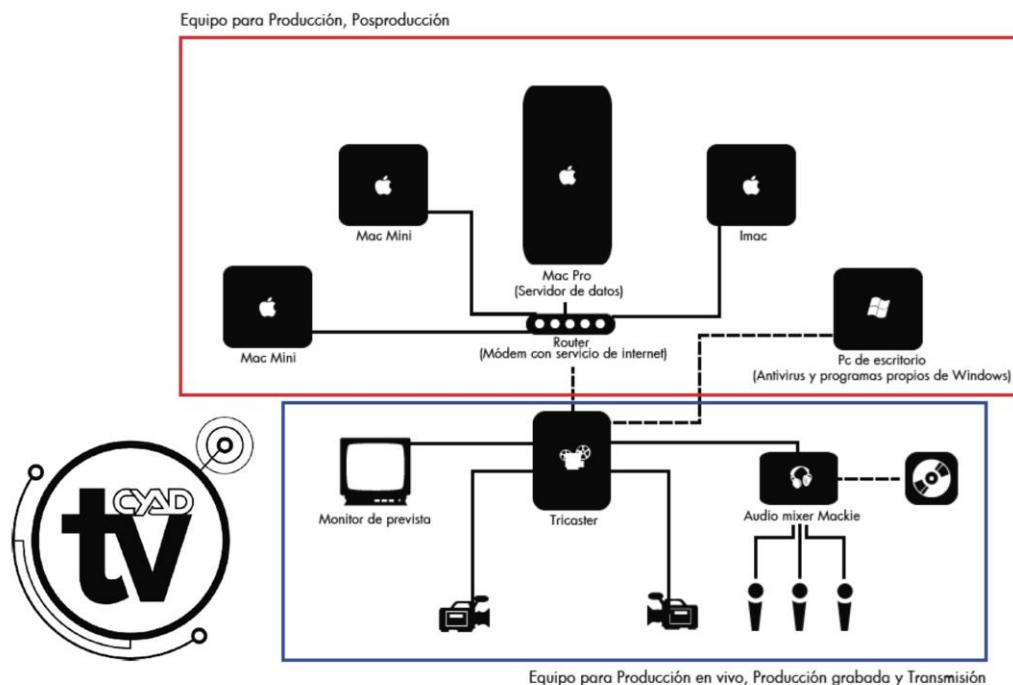 Equipo para Producción, Posproducción
Mac Mini
Imac
Mac Pro
(Servidor de datos)
Mac Mini
Router
(Módem con servicio de internet)
Pc de escritorio
(Antivirus y programas propios de Windows)
CYAD
tv
Monitor de prevista
Tricaster
Audio mixer Mackie
Equipo para Producción en vivo, Producción grabada y Transmisión